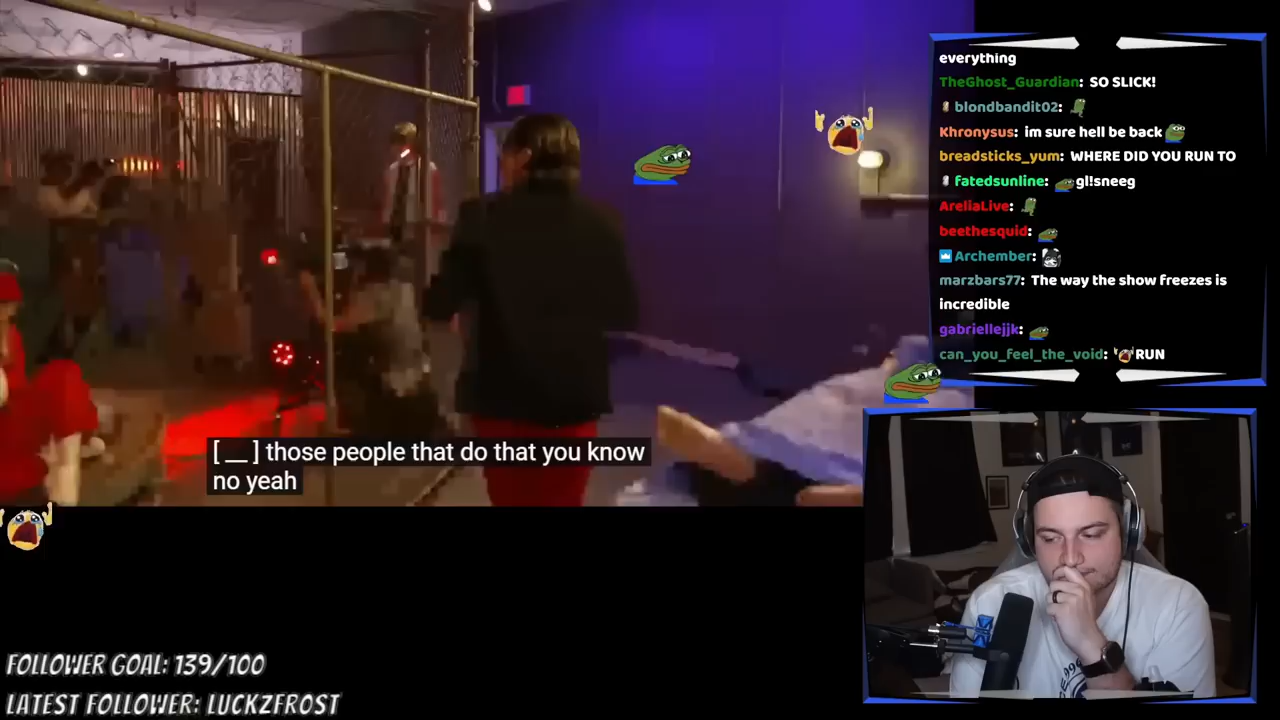 everything
TheGhost_Guardian: SO SLICK!
blondbandit02:
Khronysus: im sure hell be back
breadsticks_yum: WHERE DID YOU RUN TO
fatedsunline: gl!sneeg
AreliaLive:
beethesquid:
Archember:
marzbars77: The way the show freezes is
incredible
gabriellejjk:
can_you_feel_the_void: RUN
[ __ ] those people that do that you know
no yeah
FOLLOWER GOAL: 139/100
LATEST FOLLOWER: LUCKZFROST